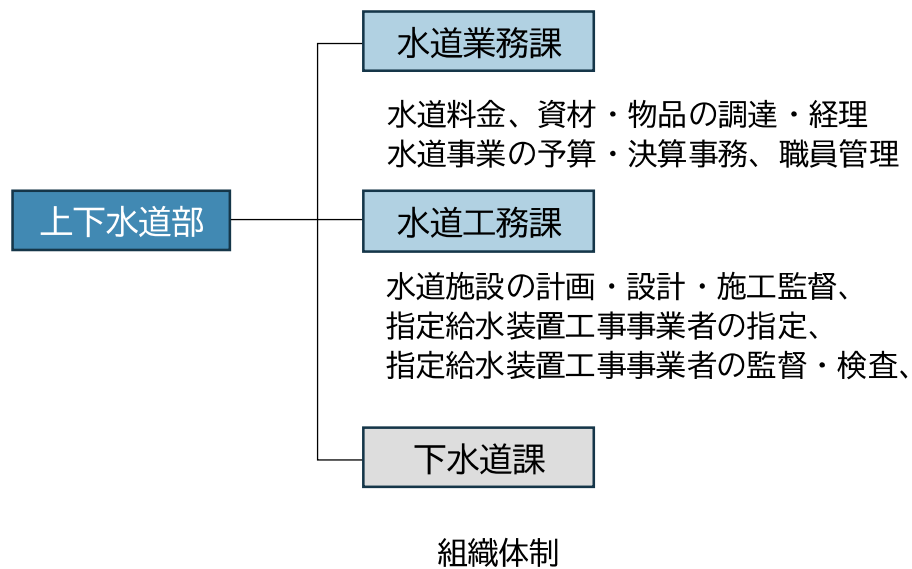 水道業務課
水道料金、資材・物品の調達・経理
水道事業の予算・決算事務、職員管理
上下水道部
水道工務課
水道施設の計画・設計・施工監督、
指定給水装置工事事業者の指定、
指定給水装置工事事業者の監督・検査、
下水道課
組織体制